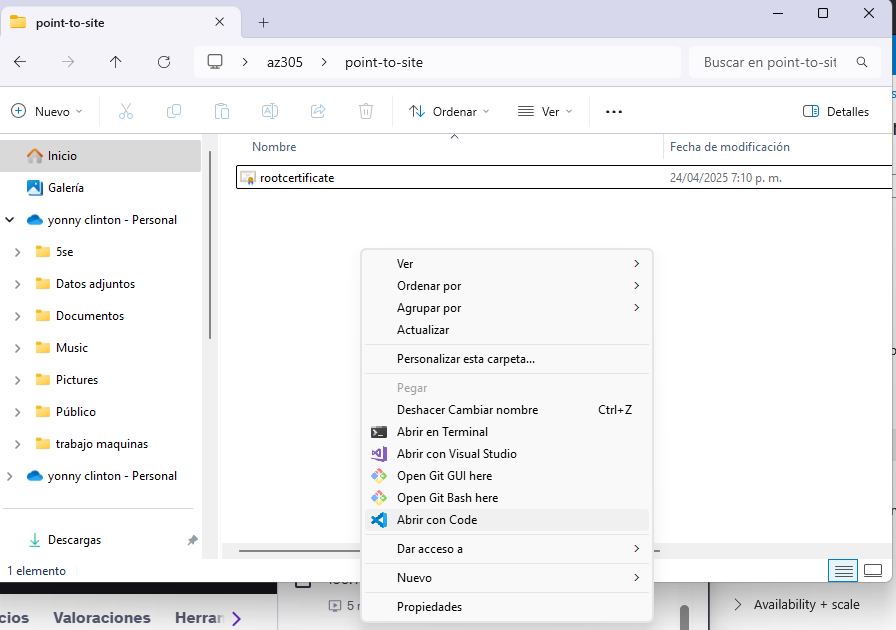 point-to-site
az305
point-to-site
Buscar en point-to-sit
Nuevo
Ordenar
Ver
Detalles
Nombre
Fecha de modificación
Inicio
Galería
yonny clinton - Personal
5se
Datos adjuntos
Documentos
Music
Pictures
Público
trabajo maquinas
yonny clinton - Personal
Descargas
rootcertificate
24/04/2025 7:10 p. m.
Ver
Ordenar por
Agrupar por
Actualizar
Personalizar esta carpeta...
Pegar
Deshacer Cambiar nombre Ctrl+Z
Abrir en Terminal
Abrir con Visual Studio
Open Git GUI here
Open Git Bash here
Abrir con Code
Dar acceso a
Nuevo
Propiedades
1 elemento
cios Valoraciones Herrar
5
Availability + scale